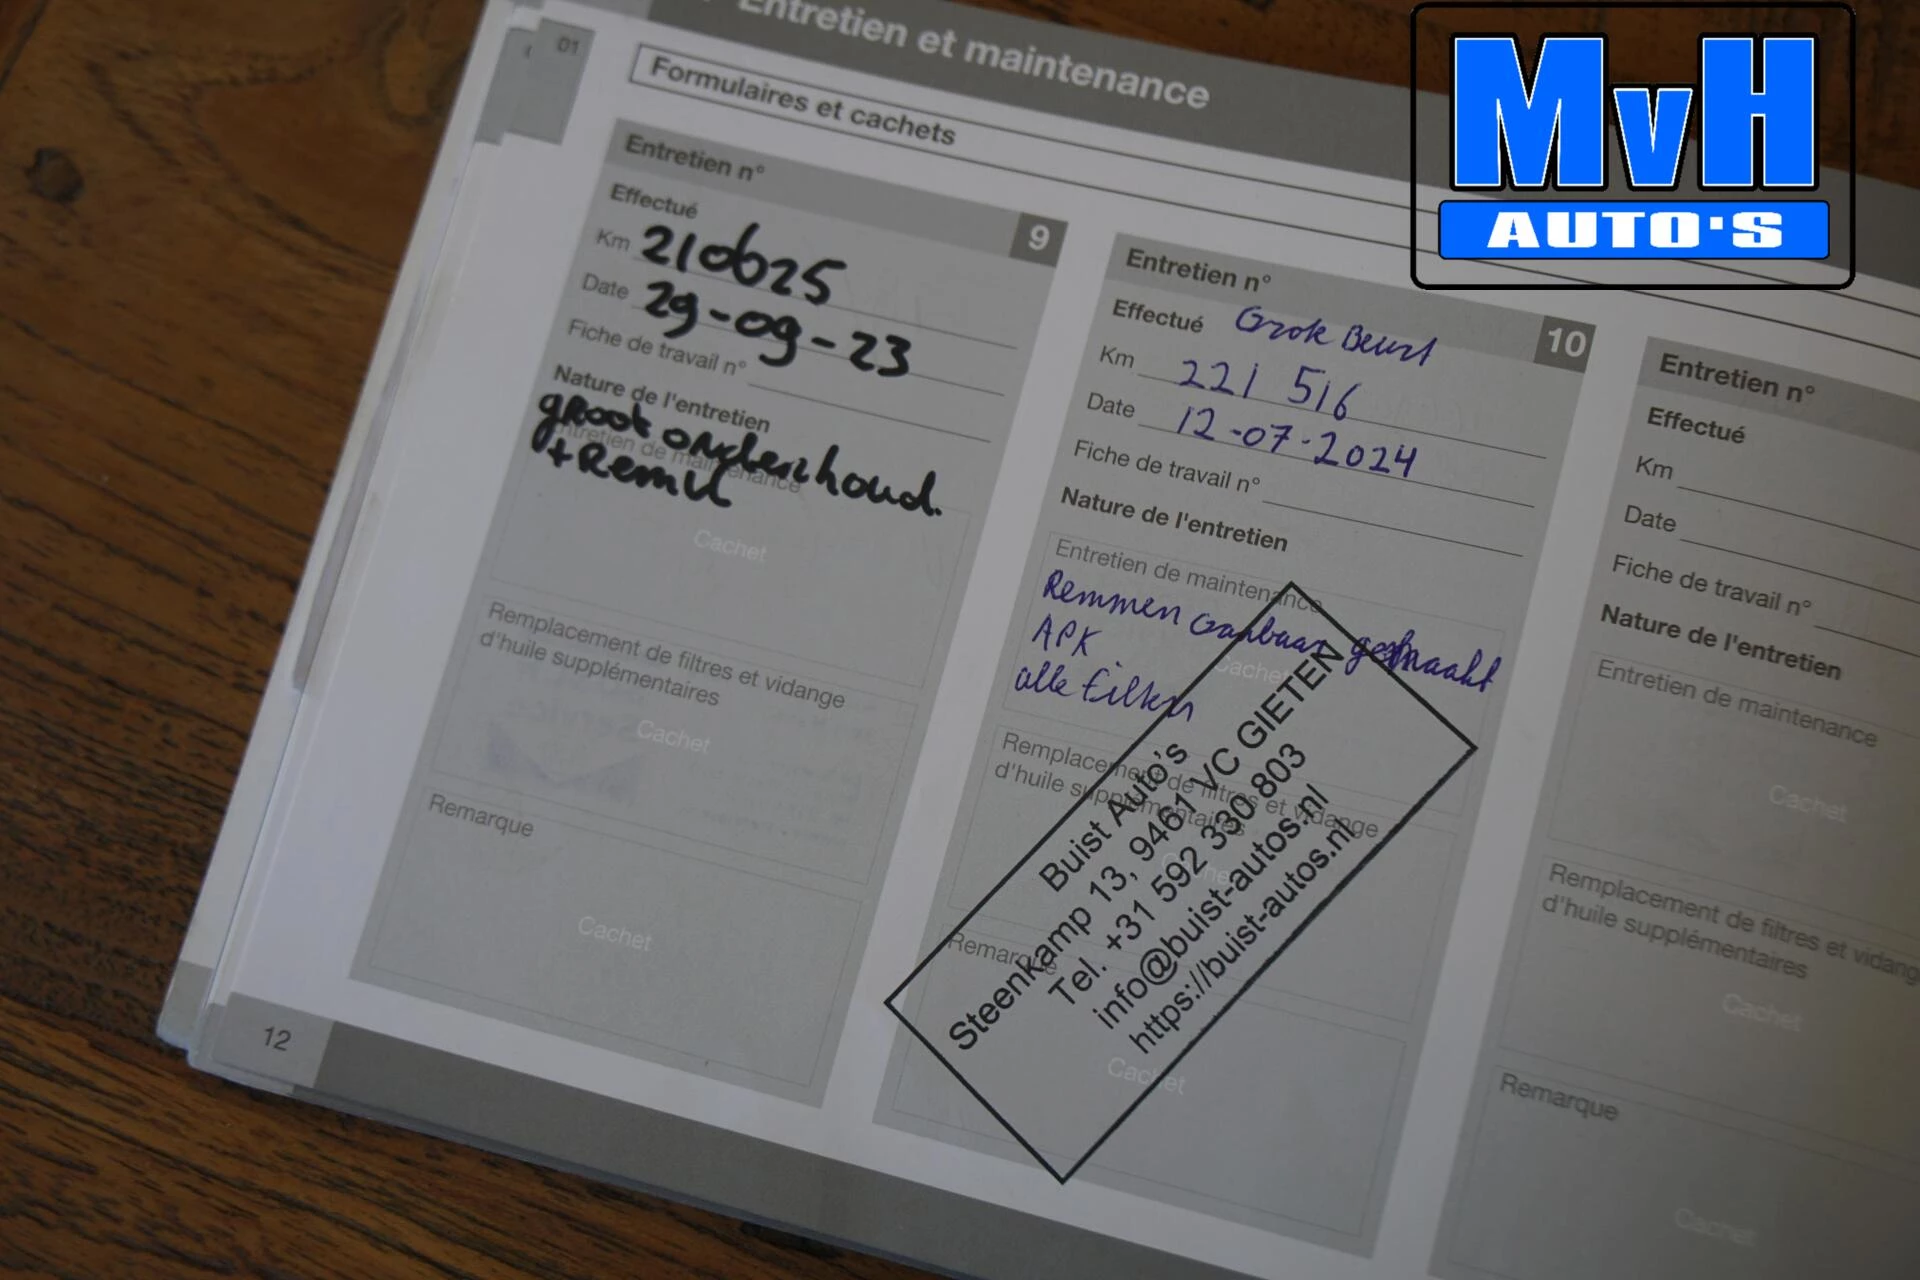 01
Entretien et maintenance
Formulaires et cachets
Entretien n°
9
Effectué
Km 210625
Date 29-09-23
Fiche de travail n°
Nature de l'entretien
Entretien de maintenance
groot onderhoud.
+ Remu
Cachet
Remplacement de filtres et vidange
d'huile supplémentaires
Cachet
Remarque
Cachet
12
Entretien n°
10
Effectué Grote Beurt
Km 221 516
Date 12-07-2024
Fiche de travail n°
Nature de l'entretien
Entretien de maintenance
Remmen Gangbaar gemaakt
APK
alle filters
Cachet
Remplacement de filtres et vidange
d'huile supplémentaires
Cachet
Remarque
Cachet
Buist Auto's
Steenkamp 13, 9461 VC GIETEN
Tel. +31 592 330 803
info@buist-autos.nl
https://buist-autos.nl
Entretien n°
Effectué
Km
Date
Fiche de travail n°
Nature de l'entretien
Entretien de maintenance
Cachet
Remplacement de filtres et vidang
d'huile supplémentaires
Cachet
Remarque
Cachet
MvH
AUTO'S